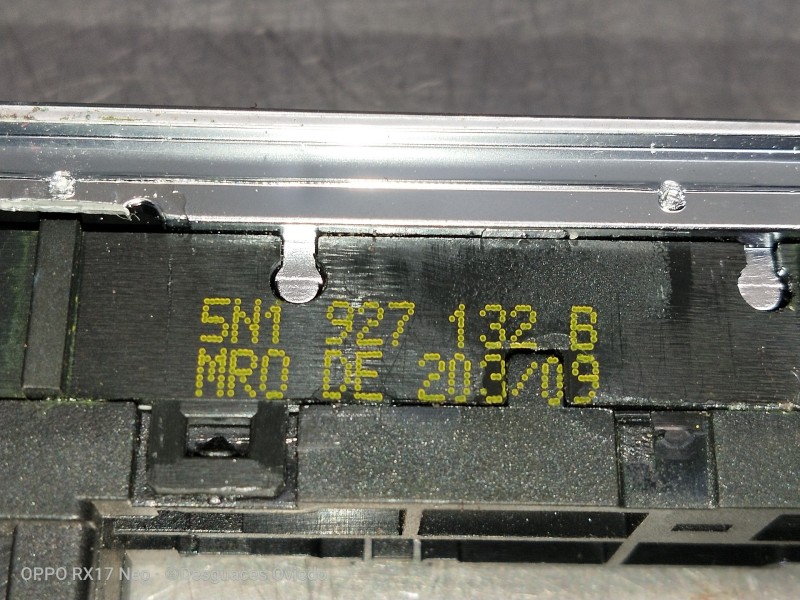 5N1 927 132 B
MRO DE 203/09
OPPO RX17 Neo